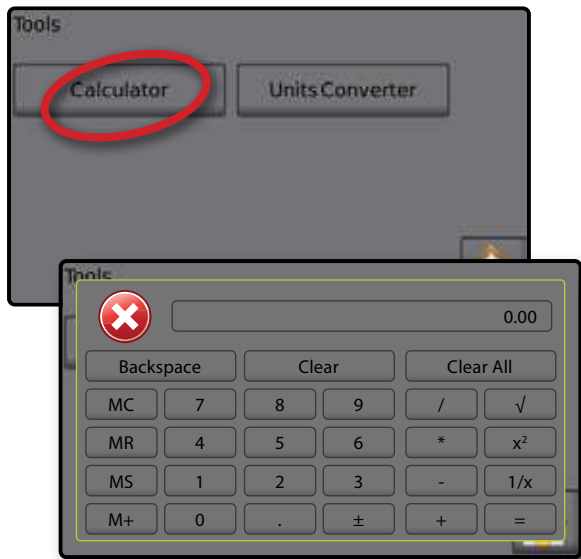 Tools
Calculator Units Converter
Tools
0.00
Backspace Clear Clear All
MC 7 8 9 / √
MR 4 5 6 * x²
MS 1 2 3 - 1/x
M+ 0 . ± + =